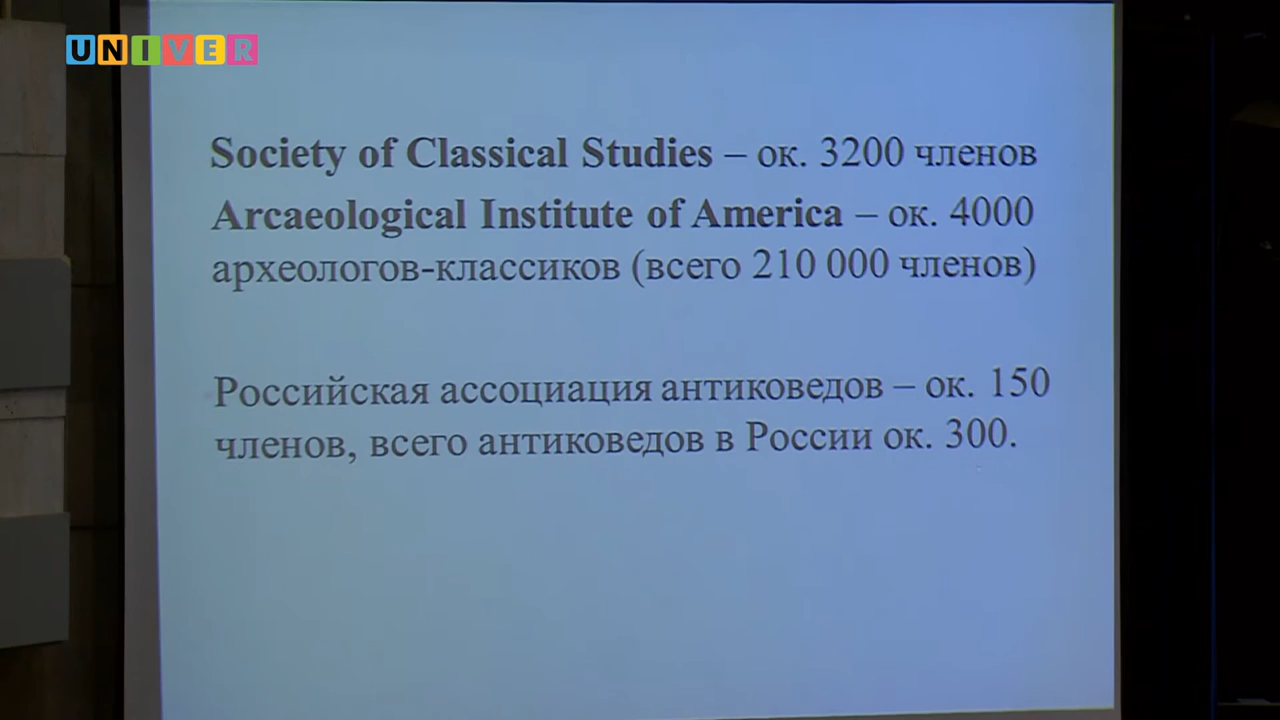 UNIVER
Society of Classical Studies – ок. 3200 членов
Arcaeological Institute of America – ок. 4000
археологов-классиков (всего 210 000 членов)
Российская ассоциация антиковедов – ок. 150
членов, всего антиковедов в России ок. 300.